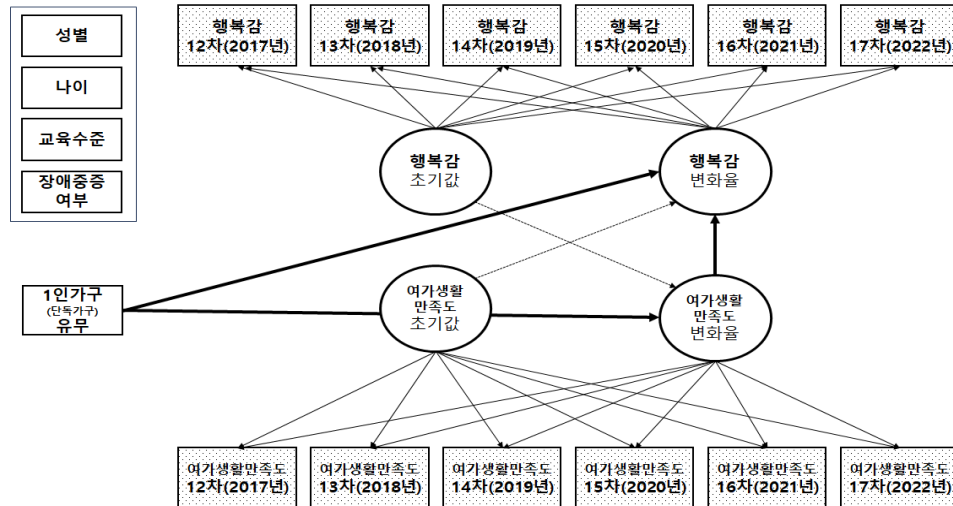 성별
나이
교육수준
장애중증
여부
행복감
12차(2017년)
행복감
13차(2018년)
행복감
14차(2019년)
행복감
15차(2020년)
행복감
16차(2021년)
행복감
17차(2022년)
행복감
초기값
행복감
변화율
1인가구
(단독가구)
유무
여가생활
만족도
초기값
여가생활
만족도
변화율
여가생활만족도
12차(2017년)
여가생활만족도
13차(2018년)
여가생활만족도
14차(2019년)
여가생활만족도
15차(2020년)
여가생활만족도
16차(2021년)
여가생활만족도
17차(2022년)